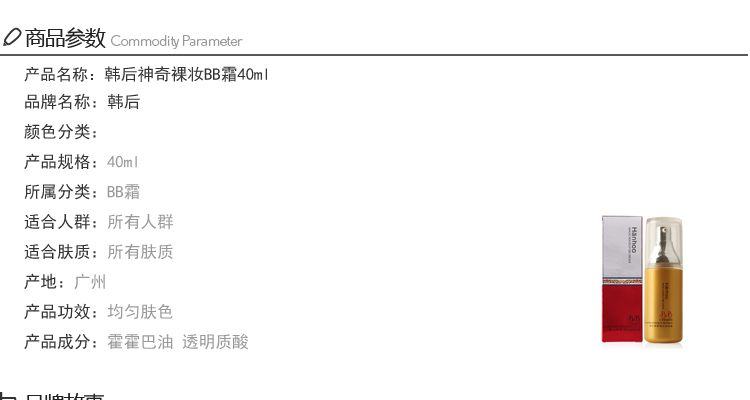 商品参数 Commodity Parameter
产品名称：韩后神奇裸妆BB霜40ml
品牌名称：韩后
颜色分类：
产品规格：40ml
所属分类：BB霜
适合人群：所有人群
适合肤质：所有肤质
产地：广州
产品功效：均匀肤色
产品成分：霍霍巴油 透明质酸
Hanhoo
品牌故事